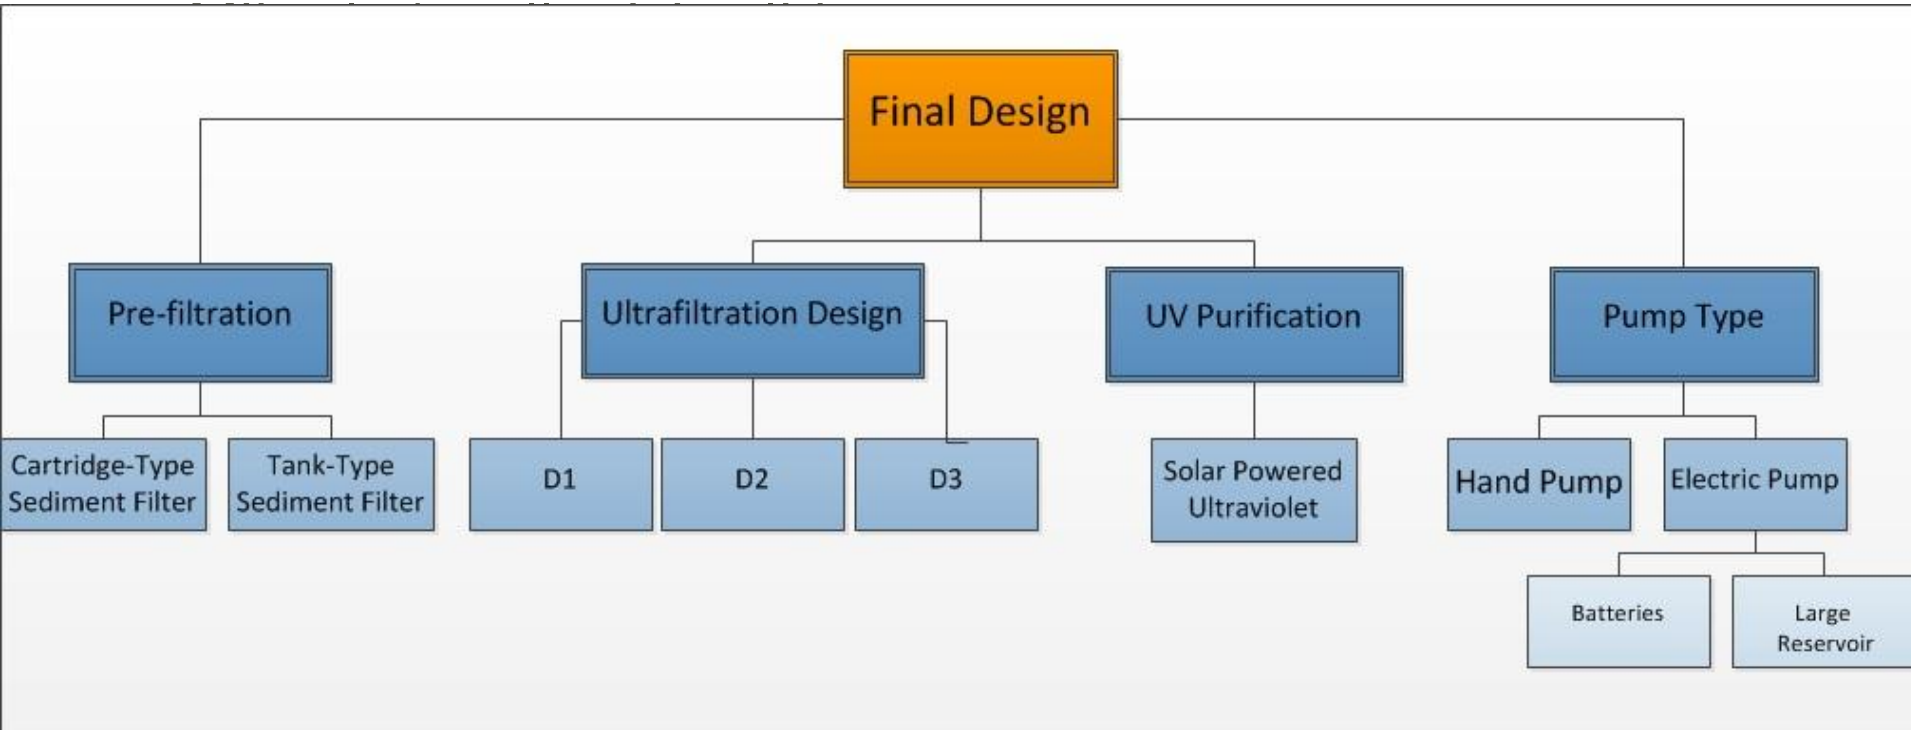 Final Design
Pre-filtration
Ultrafiltration Design
UV Purification
Pump Type
Cartridge-Type
Sediment Filter
Tank-Type
Sediment Filter
D1
D2
D3
Solar Powered
Ultraviolet
Hand Pump
Electric Pump
Batteries
Large
Reservoir